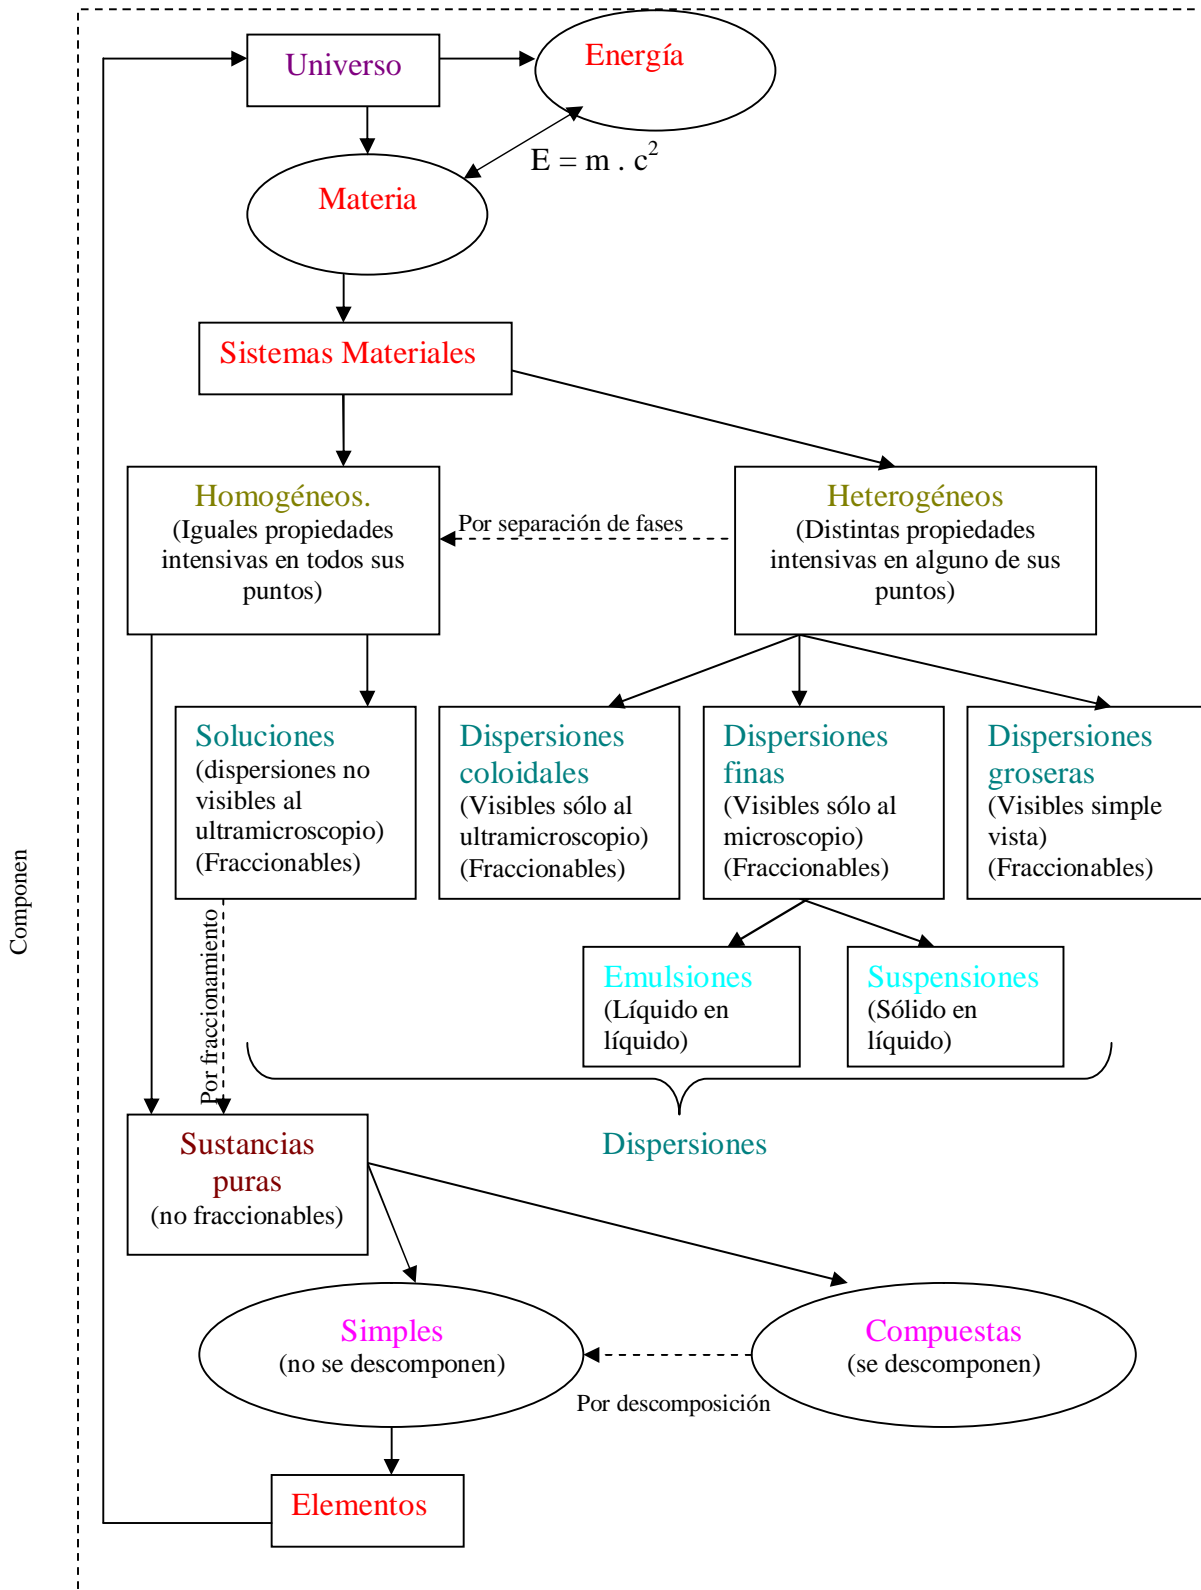 Universo
Energía
E = m . c²
Materia
Sistemas Materiales
Homogéneos.
(Iguales propiedades
intensivas en todos sus
puntos)
Por separación de fases
Heterogéneos
(Distintas propiedades
intensivas en alguno de sus
puntos)
Soluciones
(dispersiones no
visibles al
ultramicroscopio)
(Fraccionables)
Dispersiones
coloidales
(Visibles sólo al
ultramicroscopio)
(Fraccionables)
Dispersiones
finas
(Visibles sólo al
microscopio)
(Fraccionables)
Dispersiones
groseras
(Visibles simple
vista)
(Fraccionables)
Componen
Por fraccionamiento
Emulsiones
(Líquido en
líquido)
Suspensiones
(Sólido en
líquido)
Dispersiones
Sustancias
puras
(no fraccionables)
Simples
(no se descomponen)
Compuestas
(se descomponen)
Por descomposición
Elementos